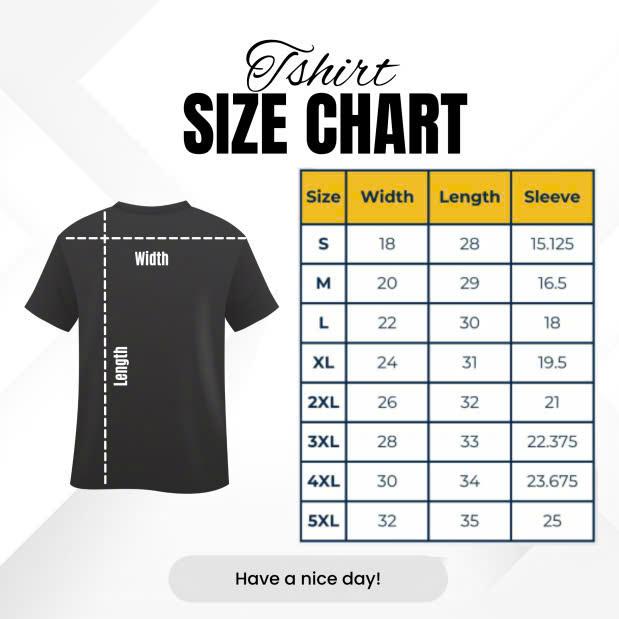 Tshirt
SIZE CHART
Width
Length
Size Width Length Sleeve
S 18 28 15.125
M 20 29 16.5
L 22 30 18
XL 24 31 19.5
2XL 26 32 21
3XL 28 33 22.375
4XL 30 34 23.675
5XL 32 35 25
Have a nice day!